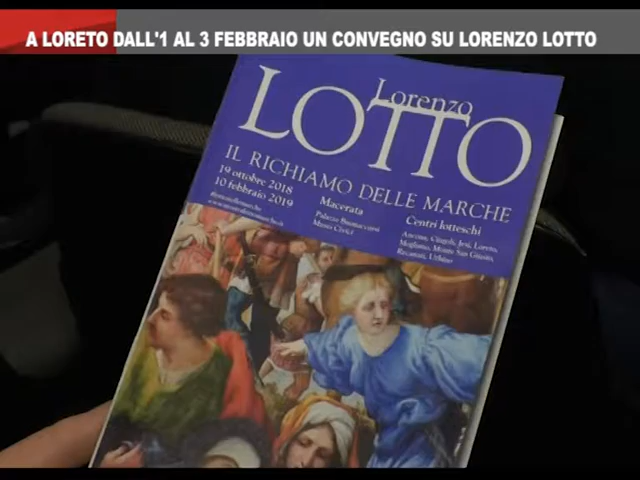 A LORETO DALL'1 AL 3 FEBBRAIO UN CONVEGNO SU LORENZO LOTTO
Lorenzo
LOTTO
IL RICHIAMO DELLE MARCHE
19 ottobre 2018
10 febbraio 2019
Macerata
Palazzo Buonaccorsi
Musei Civici
Centri lotteschi
Ancona, Cingoli, Jesi, Loreto,
Mogliano, Monte San Giusto,
Recanati, Urbino